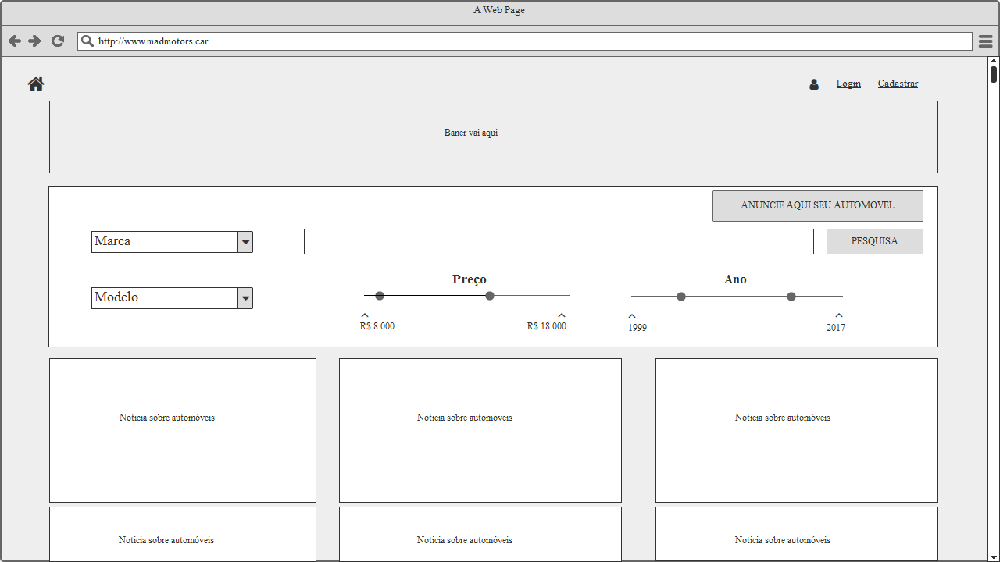 A Web Page
http://www.madmotors.car
Login Cadastrar
Baner vai aqui
ANUNCIE AQUI SEU AUTOMOVEL
Marca
PESQUISA
Preço
Ano
Modelo
R$ 8.000
R$ 18.000
1999
2017
Noticia sobre automóveis
Noticia sobre automóveis
Noticia sobre automóveis
Noticia sobre automóveis
Noticia sobre automóveis
Noticia sobre automóveis